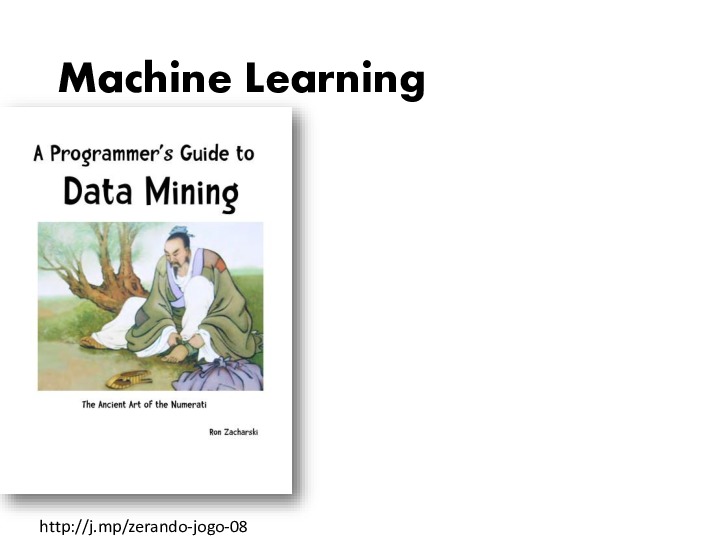 Machine Learning
A Programmer's Guide to
Data Mining
The Ancient Art of the Numerati
Ron Zacharski
http://j.mp/zerando-jogo-08